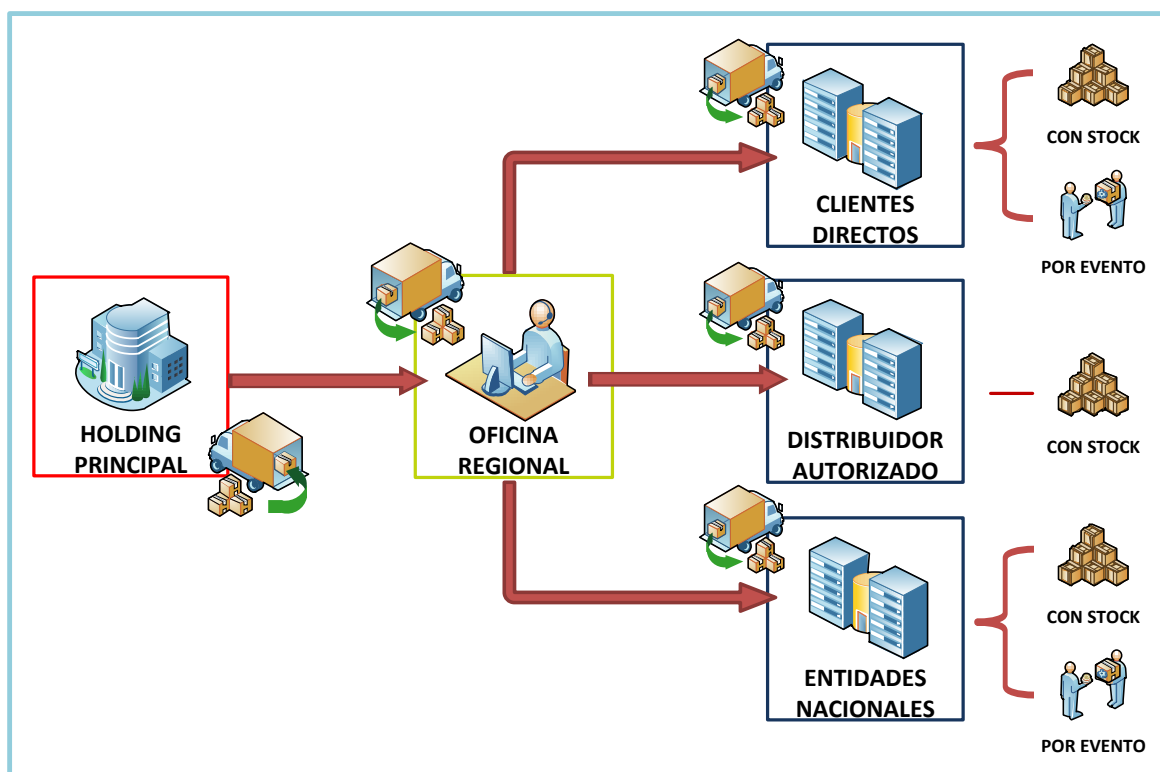 HOLDING
PRINCIPAL
OFICINA
REGIONAL
CLIENTES
DIRECTOS
CON STOCK
POR EVENTO
DISTRIBUIDOR
AUTORIZADO
CON STOCK
ENTIDADES
NACIONALES
CON STOCK
POR EVENTO